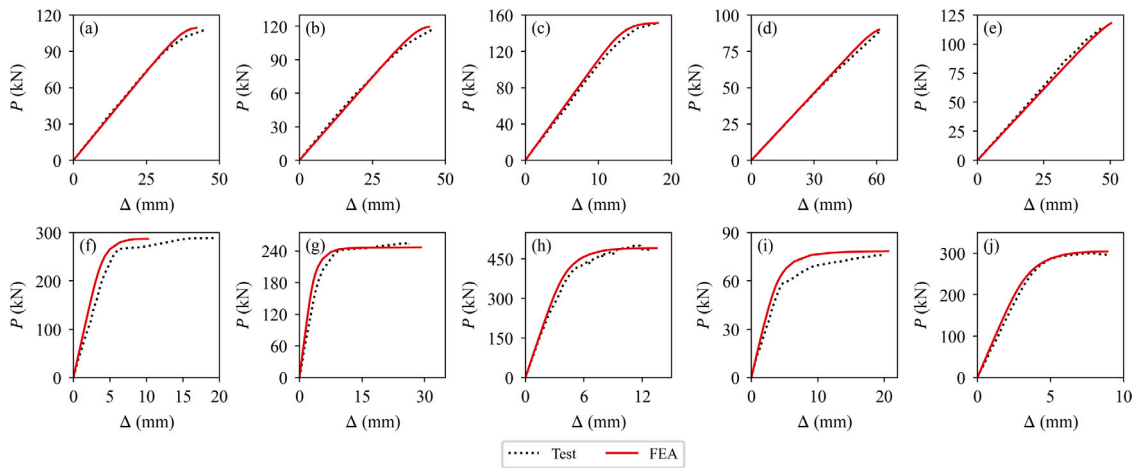 (a)
P (kN)
120
90
60
30
0
0 25 50
Δ (mm)
(b)
P (kN)
120
90
60
30
0
0 25 50
Δ (mm)
(c)
P (kN)
160
120
80
40
0
0 10 20
Δ (mm)
(d)
P (kN)
100
75
50
25
0
0 30 60
Δ (mm)
(e)
P (kN)
125
100
75
50
25
0
0 25 50
Δ (mm)
(f)
P (kN)
300
200
100
0
0 5 10 15 20
Δ (mm)
(g)
P (kN)
240
180
120
60
0
0 15 30
Δ (mm)
(h)
P (kN)
450
300
150
0
0 6 12
Δ (mm)
(i)
P (kN)
90
60
30
0
0 10 20
Δ (mm)
(j)
P (kN)
300
200
100
0
0 5 10
Δ (mm)
Test FEA